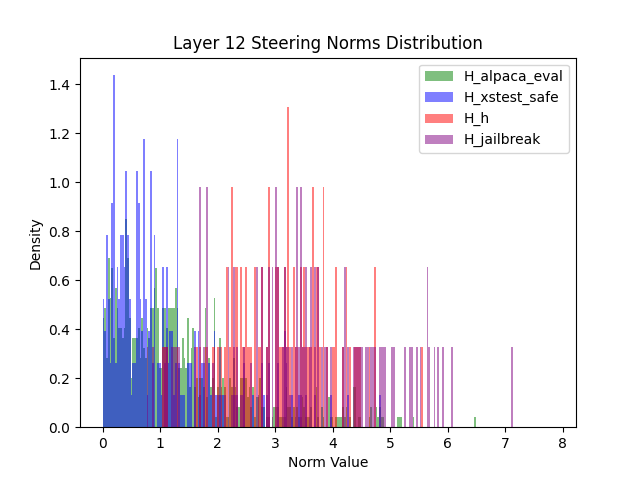 Layer 12 Steering Norms Distribution
H_alpaca_eval
H_xstest_safe
H_h
H_jailbreak
1.4
1.2
1.0
0.8
0.6
0.4
0.2
0.0
Density
0 1 2 3 4 5 6 7 8
Norm Value